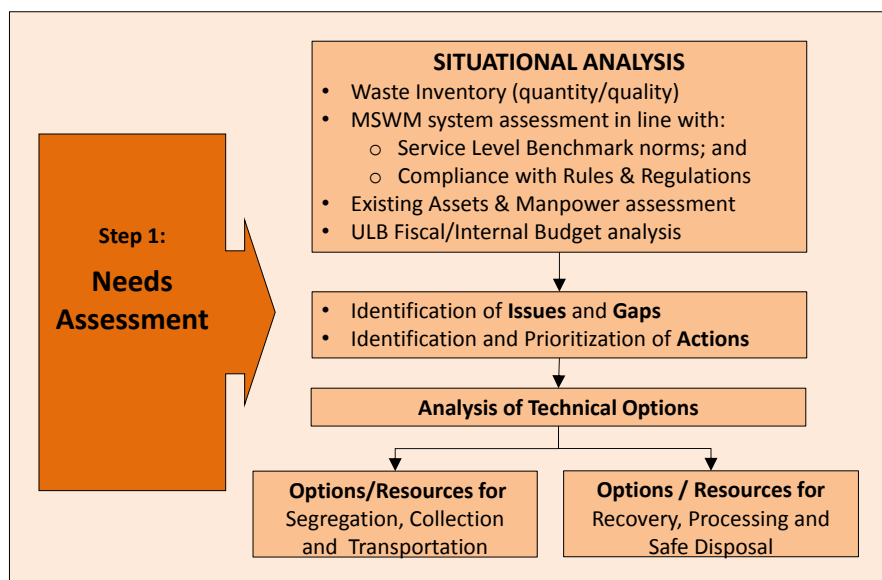 Step 1:
Needs
Assessment
SITUATIONAL ANALYSIS
• Waste Inventory (quantity/quality)
• MSWM system assessment in line with:
o Service Level Benchmark norms; and
o Compliance with Rules & Regulations
• Existing Assets & Manpower assessment
• ULB Fiscal/Internal Budget analysis
• Identification of Issues and Gaps
• Identification and Prioritization of Actions
Analysis of Technical Options
Options/Resources for
Segregation, Collection
and Transportation
Options / Resources for
Recovery, Processing and
Safe Disposal